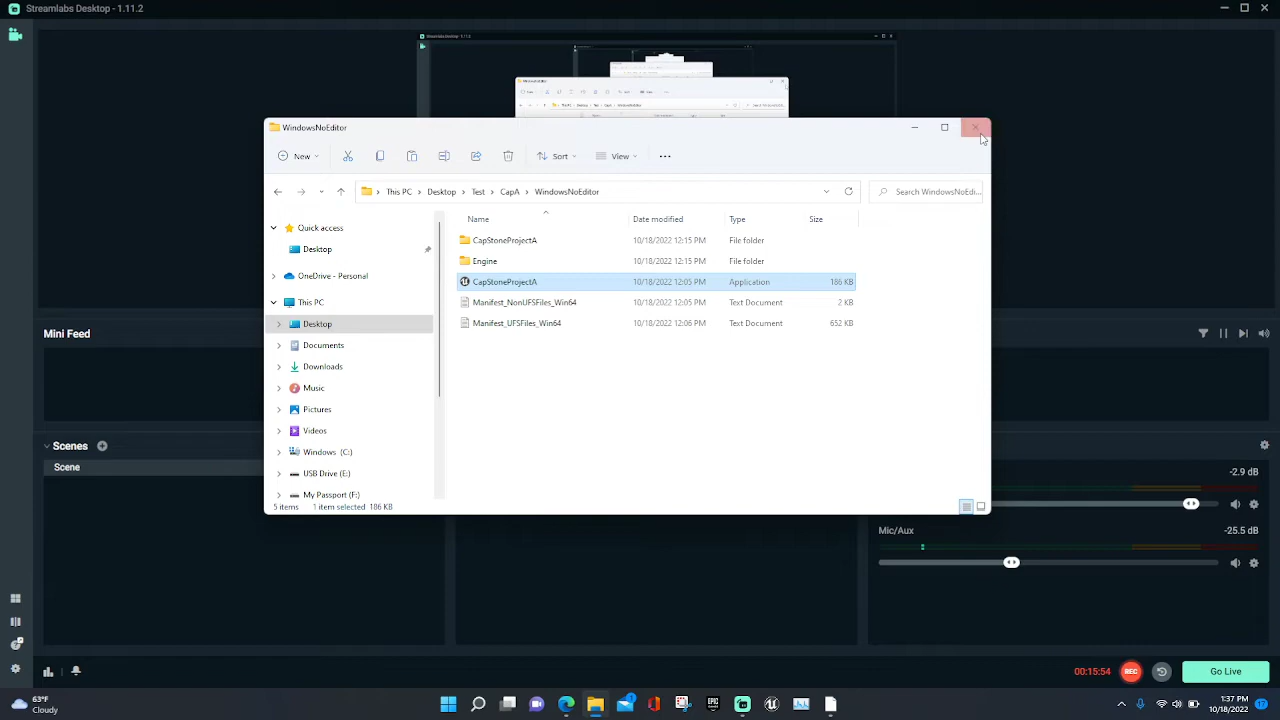 Streamlabs Desktop - 1.11.2
WindowsNoEditor
New
Sort
View
This PC > Desktop > Test > CapA > WindowsNoEditor
Search WindowsNoEdi...
Name
Date modified
Type
Size
CapStoneProjectA
10/18/2022 12:15 PM
File folder
Engine
10/18/2022 12:15 PM
File folder
CapStoneProjectA
10/18/2022 12:05 PM
Application
186 KB
Manifest_NonUFSFiles_Win64
10/18/2022 12:05 PM
Text Document
2 KB
Manifest_UFSFiles_Win64
10/18/2022 12:06 PM
Text Document
652 KB
Quick access
Desktop
OneDrive - Personal
This PC
Desktop
Documents
Downloads
Music
Pictures
Videos
Windows (C:)
USB Drive (E:)
My Passport (F:)
5 items
1 item selected 186 KB
Mini Feed
Scenes
Scene
-2.9 dB
Mic/Aux
-25.5 dB
00:15:54
REC
Go Live
63°F
Cloudy
1:37 PM
10/18/2022